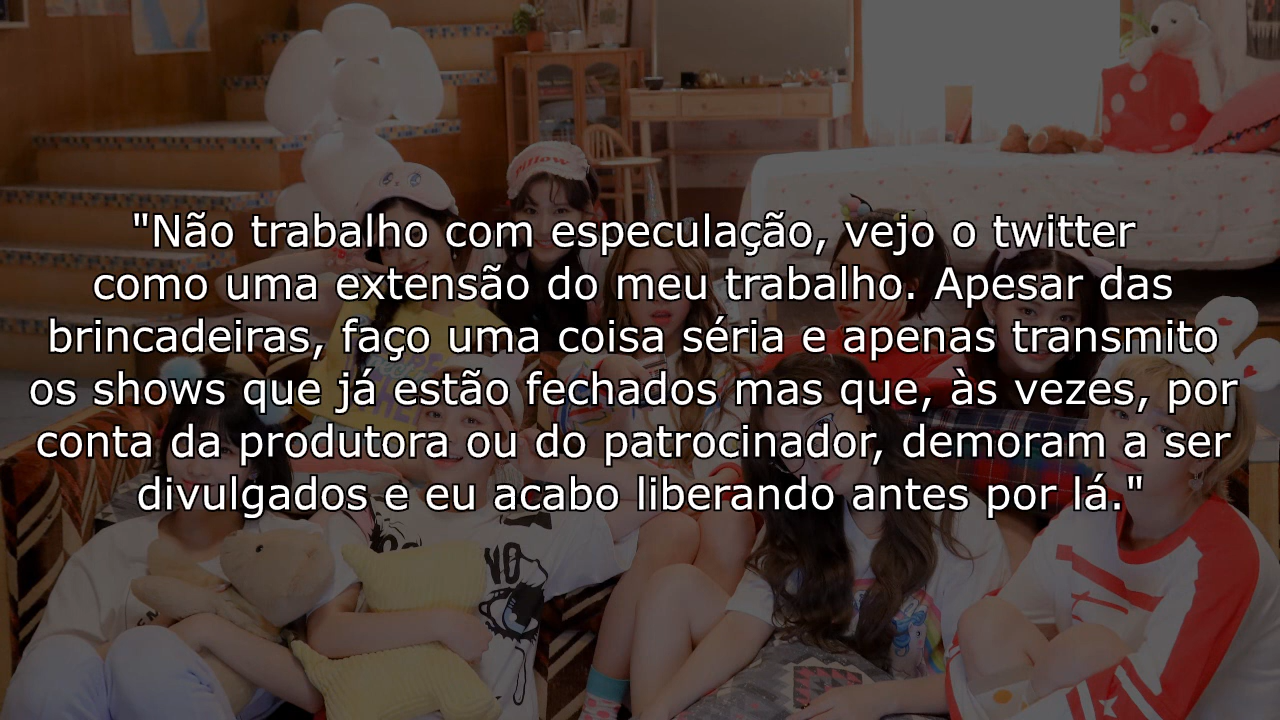 Pillow
"Não trabalho com especulação, vejo o twitter
como uma extensão do meu trabalho. Apesar das
brincadeiras, faço uma coisa séria e apenas transmito
os shows que já estão fechados mas que, às vezes, por
conta da produtora ou do patrocinador, demoram a ser
divulgados e eu acabo liberando antes por lá."